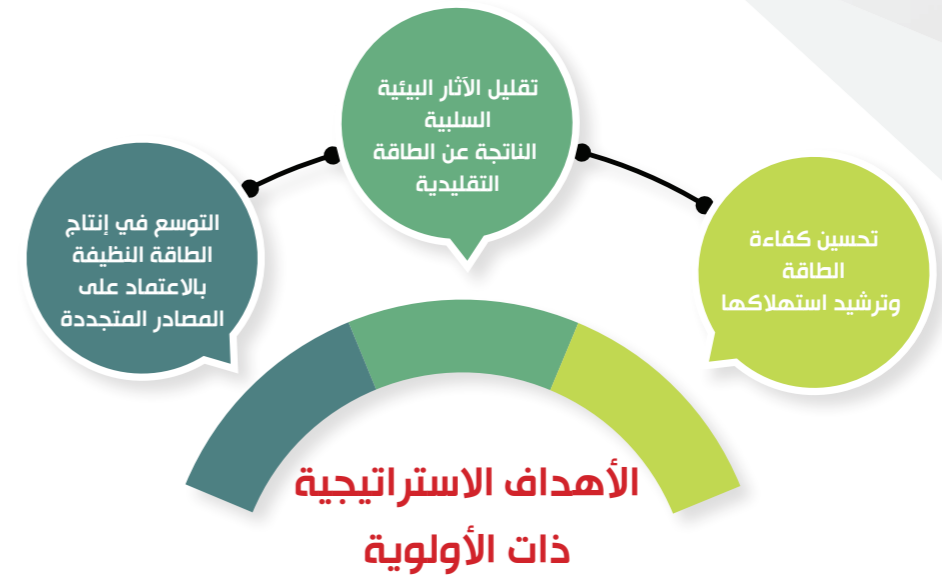 تحسين كفاءة
الطاقة
وترشيد استهلاكها
تقليل الآثار البيئية
السلبية
الناتجة عن الطاقة
التقليدية
التوسع في إنتاج
الطاقة النظيفة
بالاعتماد على
المصادر المتجددة
الأهداف الاستراتيجية
ذات الأولوية